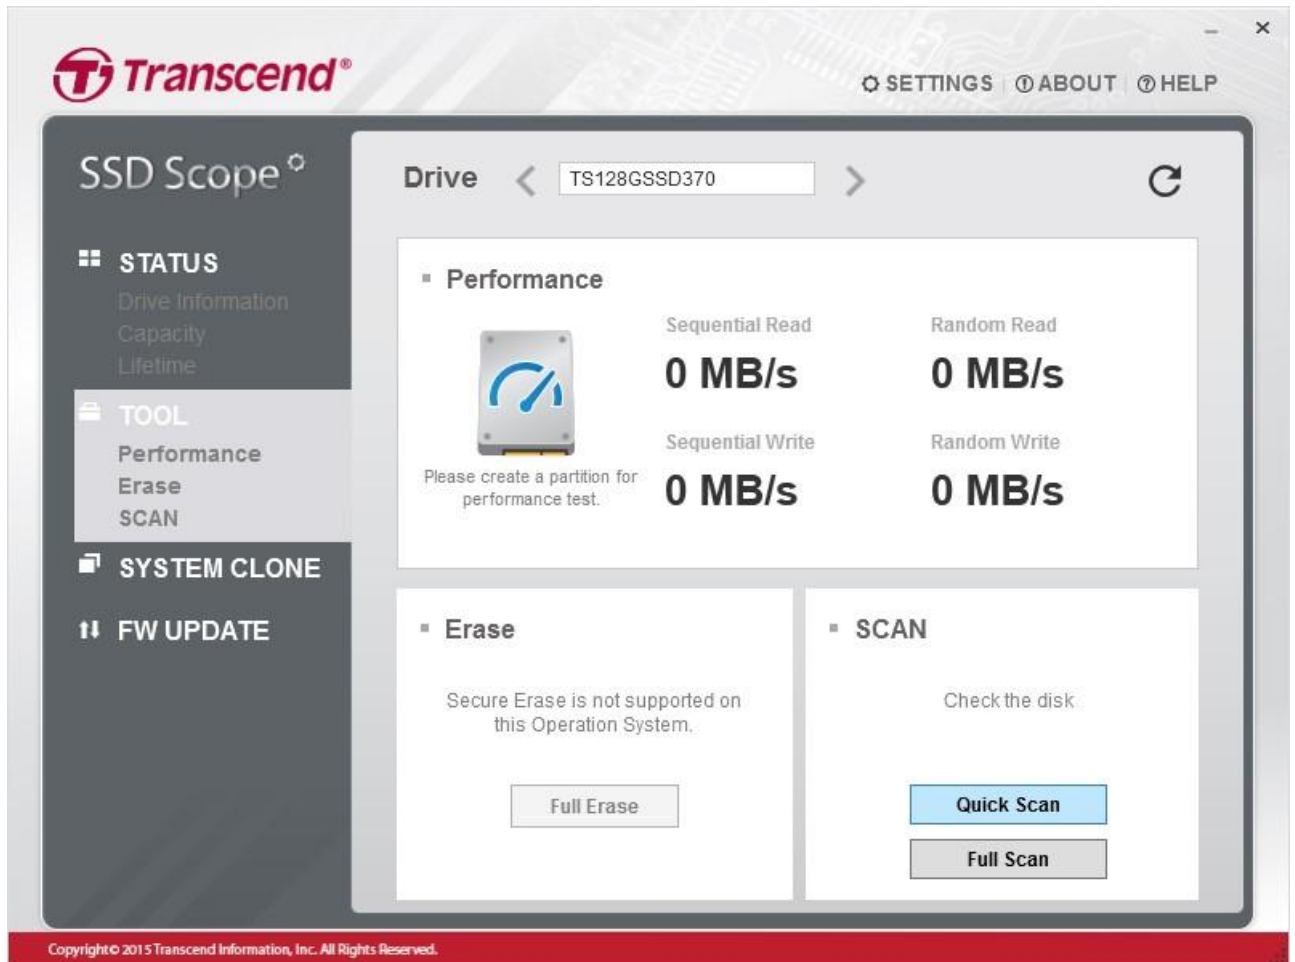 Transcend®
SETTINGS ABOUT HELP
SSD Scope
Drive TS128GSSD370
STATUS
Drive Information
Capacity
Lifetime
TOOL
Performance
Erase
SCAN
SYSTEM CLONE
FW UPDATE
Performance
Sequential Read
0 MB/s
Random Read
0 MB/s
Please create a partition for
performance test.
Sequential Write
0 MB/s
Random Write
0 MB/s
Erase
Secure Erase is not supported on
this Operation System.
Full Erase
SCAN
Check the disk
Quick Scan
Full Scan
Copyright© 2015 Transcend Information, Inc. All Rights Reserved.